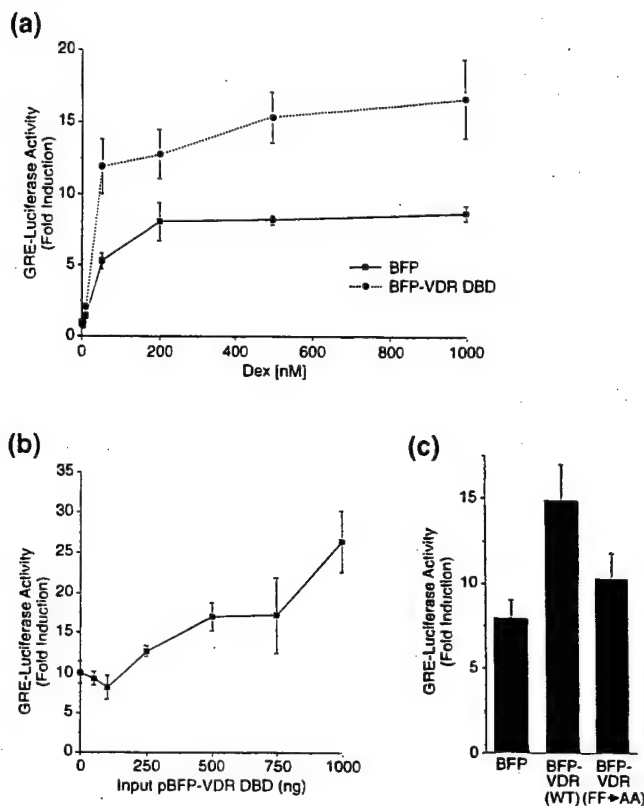 (a)
20
15
10
5
0
GRE-Luciferase Activity
(Fold Induction)
BFP
BFP-VDR DBD
0 200 400 600 800 1000
Dex [nM]
(b)
35
30
25
20
15
10
5
0
GRE-Luciferase Activity
(Fold Induction)
0 250 500 750 1000
Input pBFP-VDR DBD (ng)
(c)
15
10
5
0
GRE-Luciferase Activity
(Fold Induction)
BFP
BFP-
VDR
(WT)
BFP-
VDR
(FF➔AA)